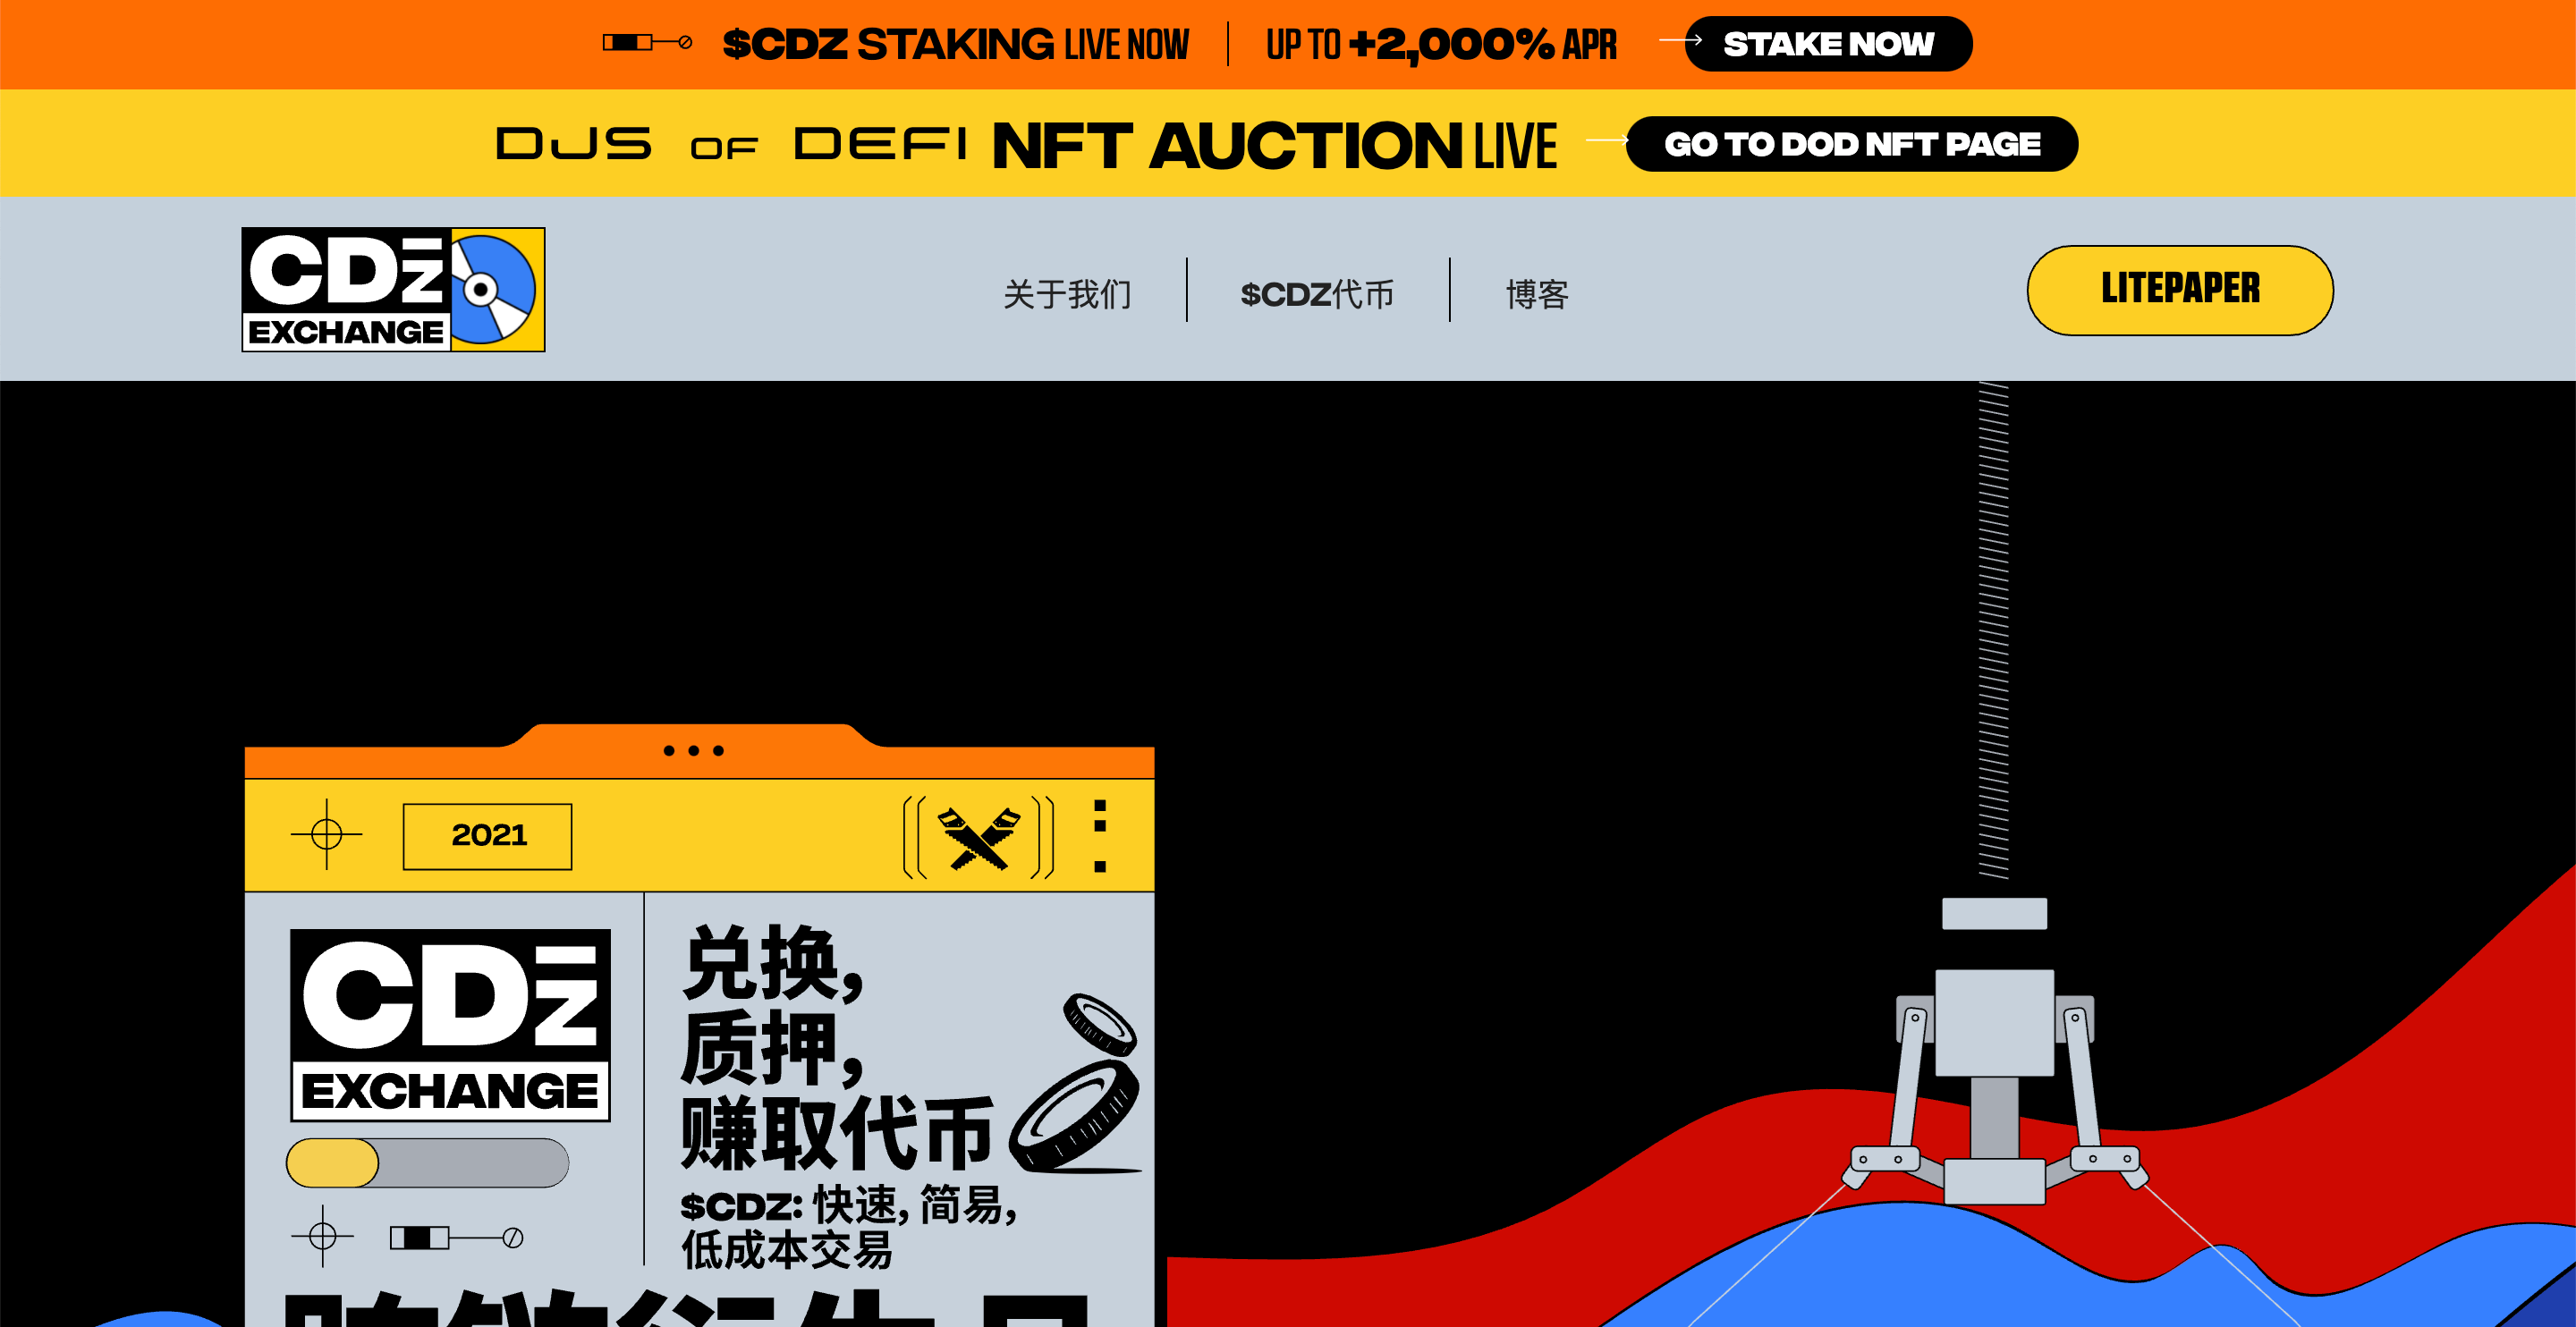 $CDZ STAKING LIVE NOW UP TO +2,000% APR STAKE NOW
DJS OF DEFI NFT AUCTION LIVE GO TO DOD NFT PAGE
CDZ
EXCHANGE
关于我们 $CDZ代币 博客
LITEPAPER
2021
CDZ
EXCHANGE
兑换,
质押,
赚取代币
$CDZ: 快速, 简易,
低成本交易